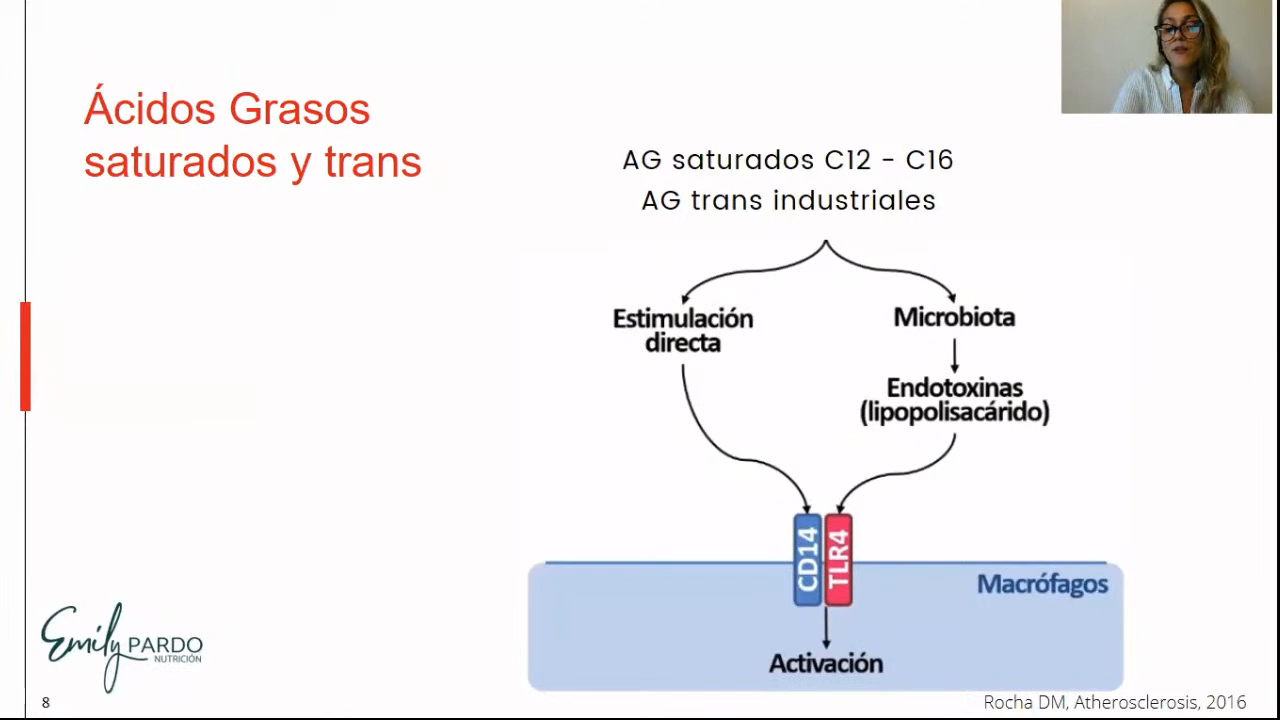 Ácidos Grasos
saturados y trans
AG saturados C12 - C16
AG trans industriales
Estimulación
directa
Microbiota
Endotoxinas
(lipopolisacárido)
CD14
TLR4
Macrófagos
Activación
Emily PARDO
NUTRICIÓN
8
Rocha DM, Atherosclerosis, 2016